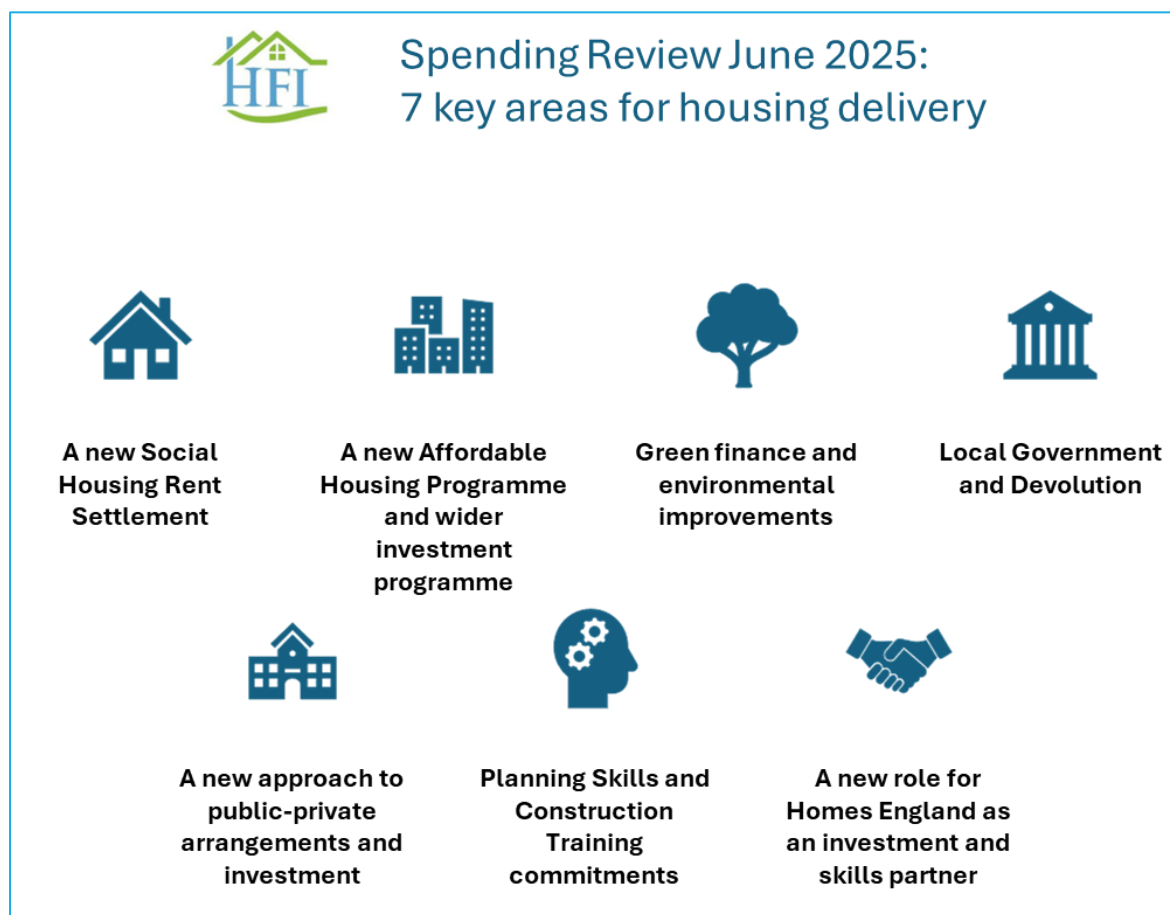 HFI
Spending Review June 2025:
7 key areas for housing delivery
A new Social
Housing Rent
Settlement
A new Affordable
Housing Programme
and wider
investment
programme
Green finance and
environmental
improvements
Local Government
and Devolution
A new approach to
public-private
arrangements and
investment
Planning Skills and
Construction
Training
commitments
A new role for
Homes England as
an investment and
skills partner